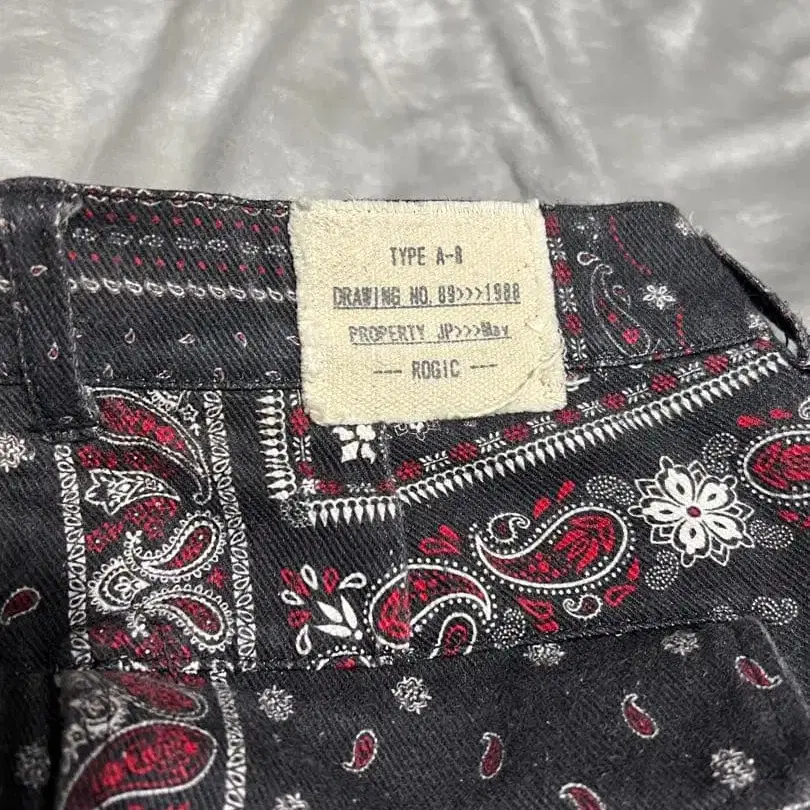 TYPE A-8
DRAWING NO. 89>>>1988
PROPERTY JP>>>May
--- ROGIC ---